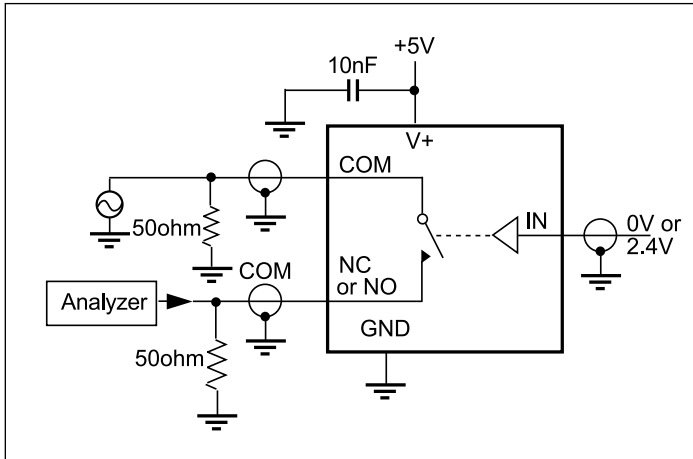 +5V
10nF
V+
COM
IN
0V or
2.4V
50ohm
COM
NC
or NO
Analyzer
GND
50ohm